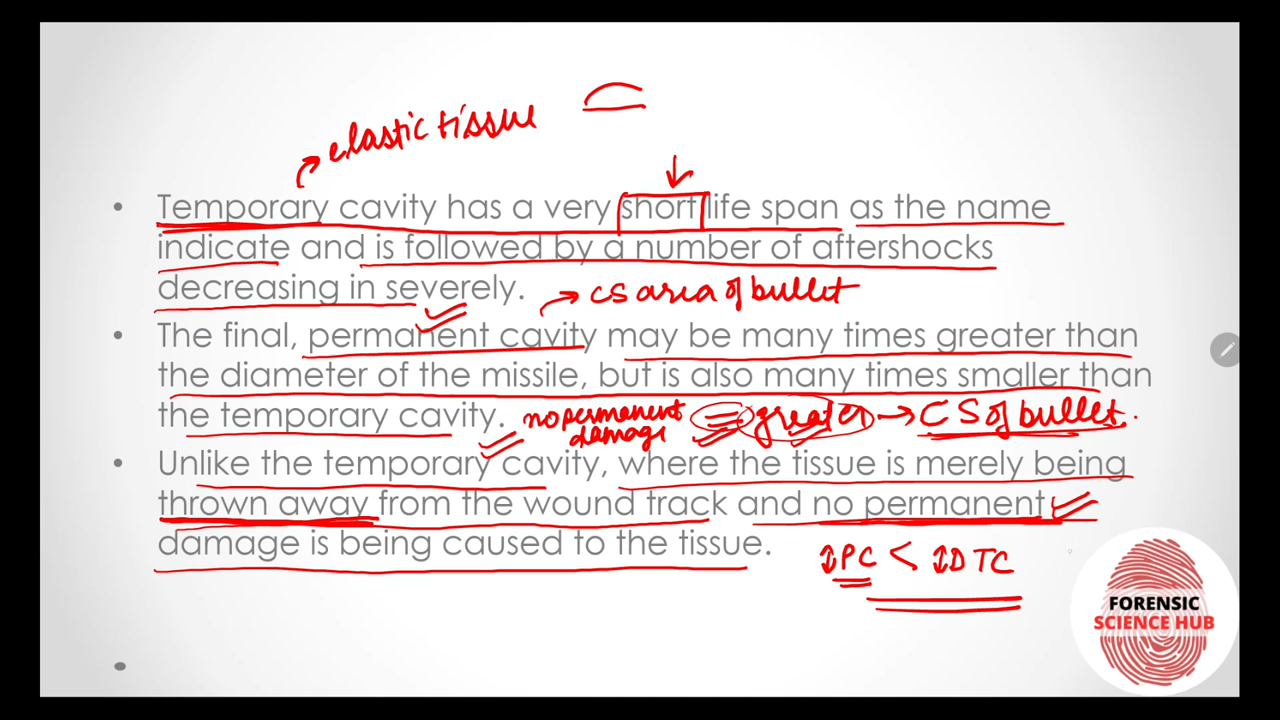 elastic tissue
• Temporary cavity has a very short life span as the name
indicate and is followed by a number of aftershocks
decreasing in severely.
→ CS area of bullet
• The final, permanent cavity may be many times greater than
the diameter of the missile, but is also many times smaller than
the temporary cavity.
no permanent
damage
= greater → CS of bullet.
• Unlike the temporary cavity, where the tissue is merely being
thrown away from the wound track and no permanent
damage is being caused to the tissue.
↕PC < ↕D TC
FORENSIC
SCIENCE HUB
•